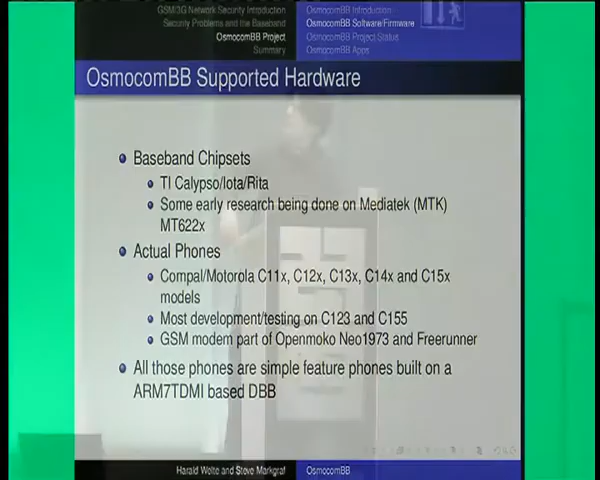 GSM/3G Network Security Introduction
Security Problems and the Baseband
OsmocomBB Project
Summary
OsmocomBB Introduction
OsmocomBB Software/Firmware
OsmocomBB Project Status
OsmocomBB Apps
OsmocomBB Supported Hardware
Baseband Chipsets
TI Calypso/Iota/Rita
Some early research being done on Mediatek (MTK)
MT622x
Actual Phones
Compal/Motorola C11x, C12x, C13x, C14x and C15x
models
Most development/testing on C123 and C155
GSM modem part of Openmoko Neo1973 and Freerunner
All those phones are simple feature phones built on a
ARM7TDMI based DBB
Harald Welte and Steve Markgraf
OsmocomBB